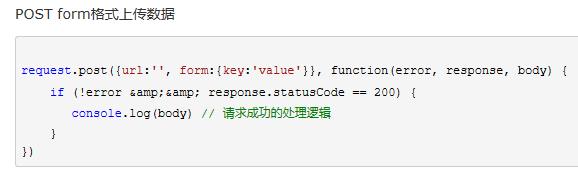 POST form格式上传数据
request.post({url:'', form:{key:'value'}}, function(error, response, body) {
    if (!error &amp;&amp; response.statusCode == 200) {
       console.log(body) // 请求成功的处理逻辑
    }
})